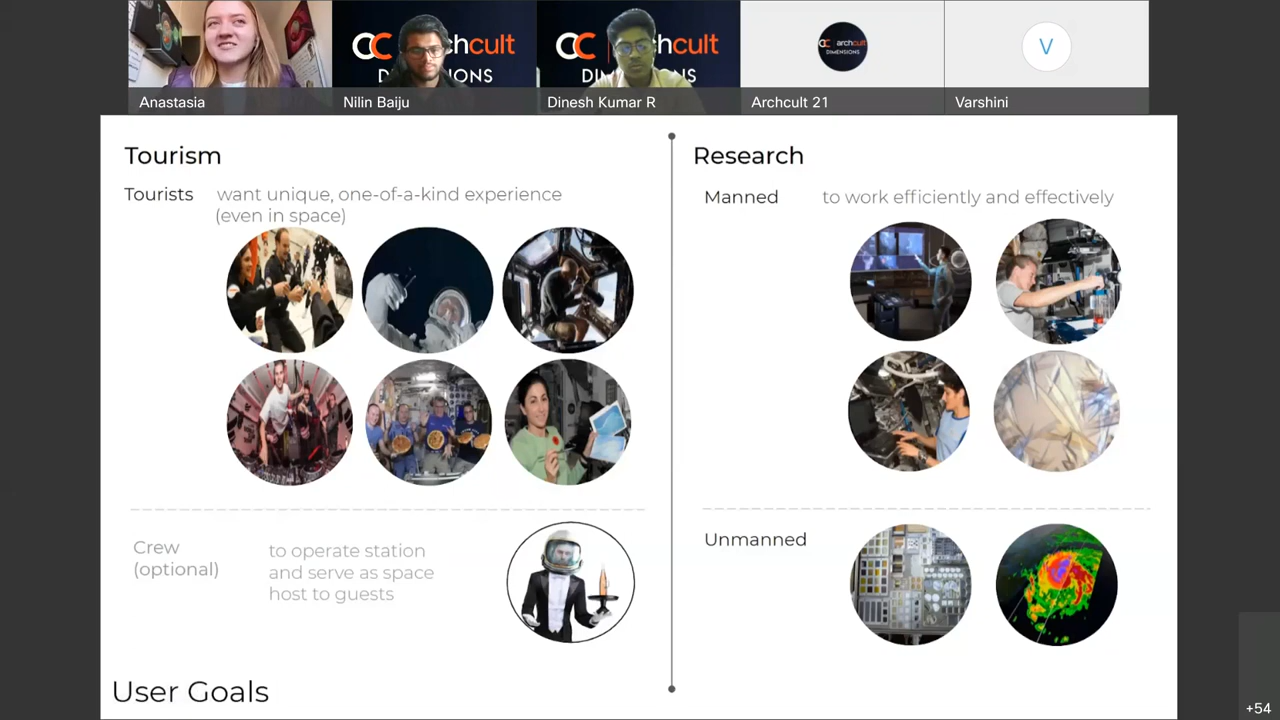 Anastasia
Nilin Baiju
Dinesh Kumar R
Archcult 21
Varshini
archcult
DIMENSIONS
V
Tourism
Tourists want unique, one-of-a-kind experience
(even in space)
Crew
(optional)
to operate station
and serve as space
host to guests
Research
Manned to work efficiently and effectively
Unmanned
User Goals
+54